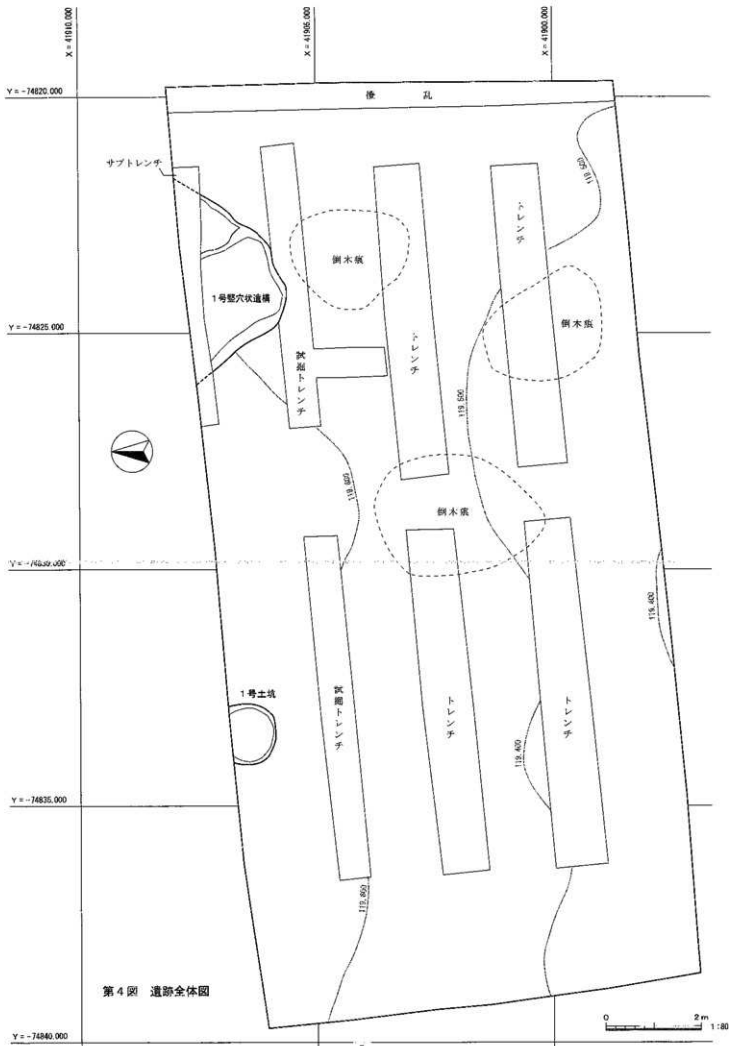 X = 41910.000
X = 41905.000
X = 41900.000
Y = -74820.000
攪 乱
サブトレンチ
トレンチ
倒木痕
1号竪穴状遺構
倒木痕
Y = -74825.000
試掘トレンチ
トレンチ
119.500
119.600
倒木痕
Y = -74830.000
119.400
1号土坑
試掘トレンチ
トレンチ
トレンチ
119.400
Y = -74835.000
第4図 遺跡全体図
0 2m
1:80
Y = -74840.000